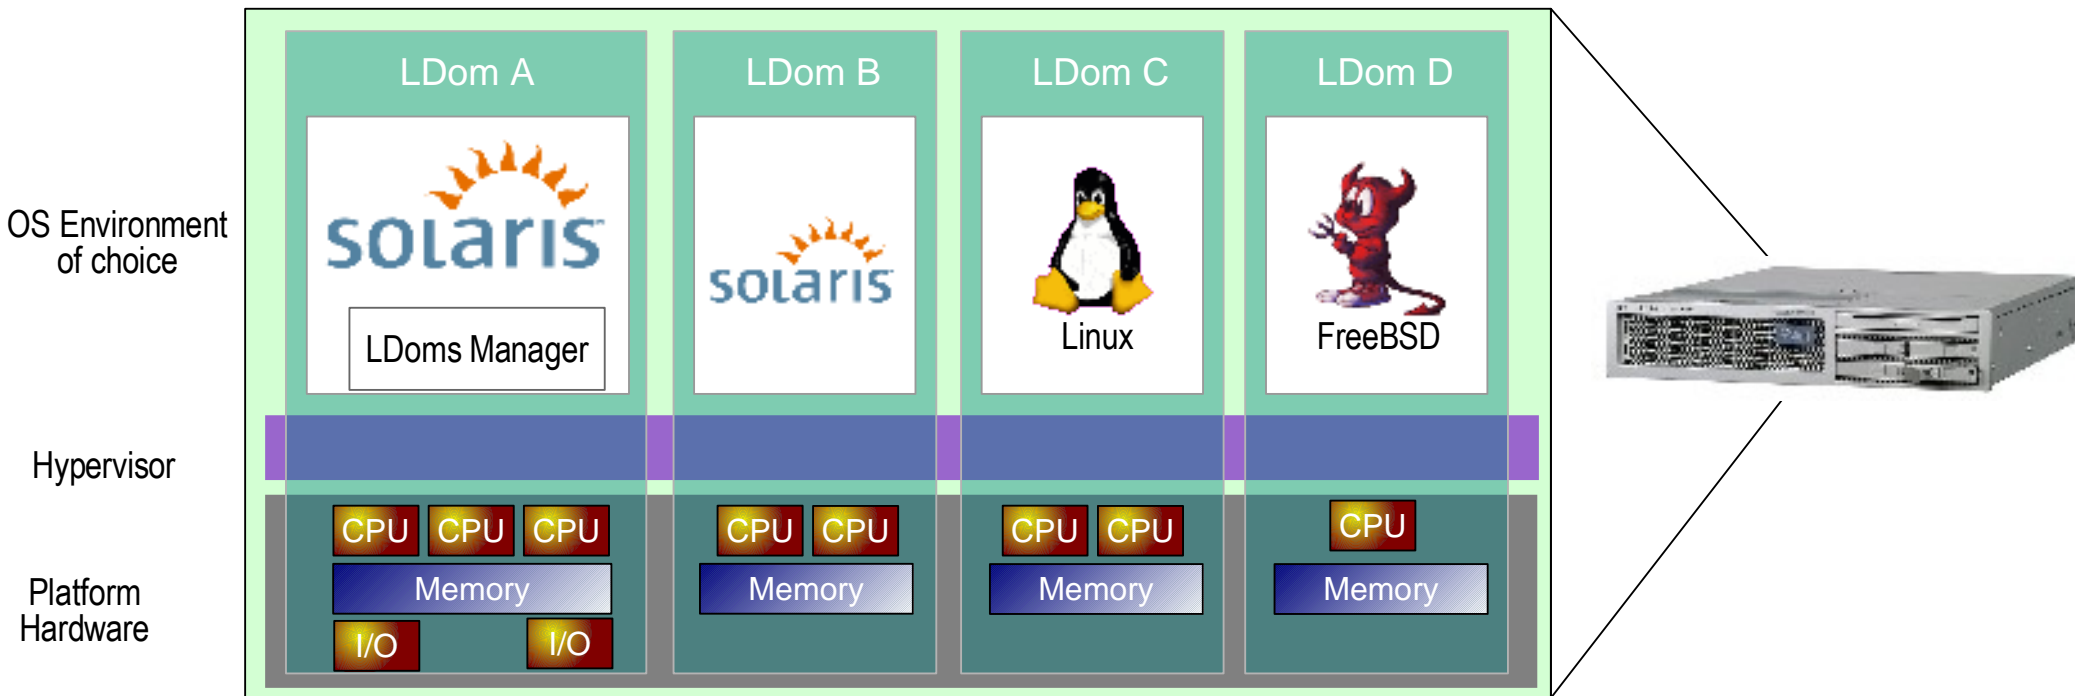 LDom A
LDom B
LDom C
LDom D
OS Environment
of choice
solaris
LDoms Manager
solaris
Linux
FreeBSD
Hypervisor
Platform
Hardware
CPU CPU CPU
Memory
I/O I/O
CPU CPU
Memory
CPU CPU
Memory
CPU
Memory